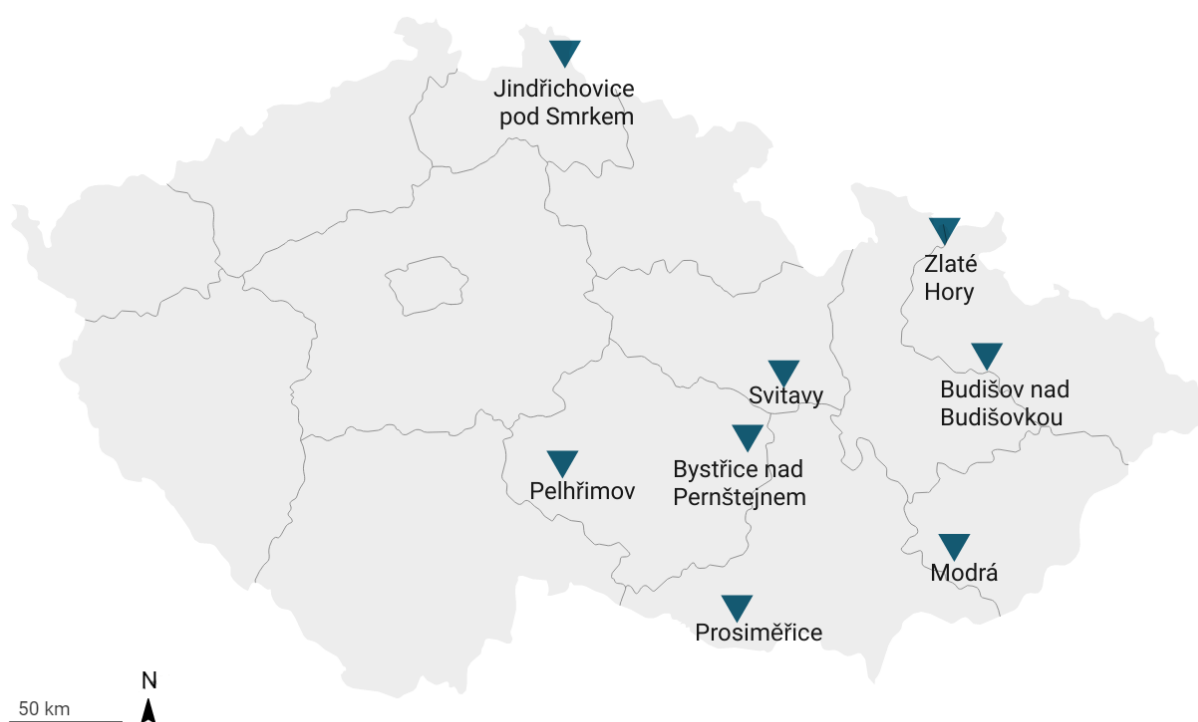 Jindřichovice
pod Smrkem
Zlaté
Hory
Budišov nad
Budišovkou
Svitavy
Bystřice nad
Pernštejnem
Pelhřimov
Modrá
Prosiměřice
N
50 km